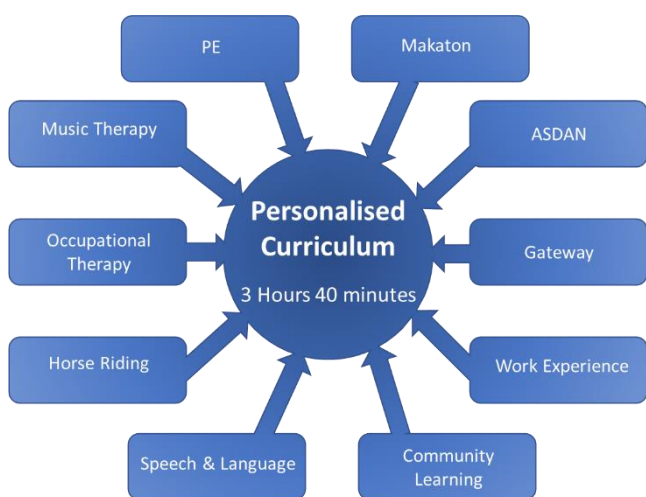 PE
Makaton
Music Therapy
ASDAN
Personalised
Curriculum
3 Hours 40 minutes
Occupational
Therapy
Gateway
Horse Riding
Work Experience
Speech & Language
Community
Learning